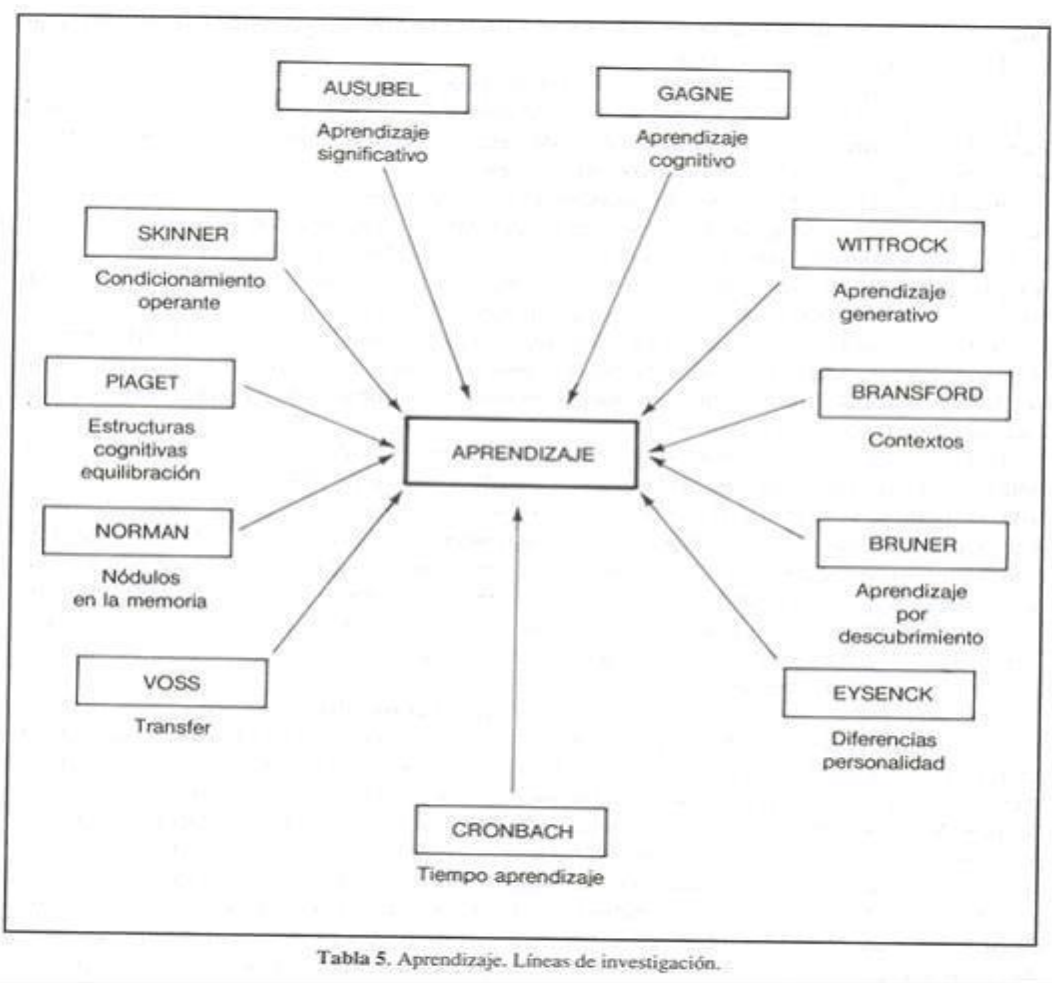 AUSUBEL
Aprendizaje
significativo
GAGNE
Aprendizaje
cognitivo
SKINNER
Condicionamiento
operante
WITTROCK
Aprendizaje
generativo
PIAGET
Estructuras
cognitivas
equilibración
BRANSFORD
Contextos
APRENDIZAJE
NORMAN
Nódulos
en la memoria
BRUNER
Aprendizaje
por
descubrimiento
VOSS
Transfer
EYSENCK
Diferencias
personalidad
CRONBACH
Tiempo aprendizaje
Tabla 5. Aprendizaje. Líneas de investigación.